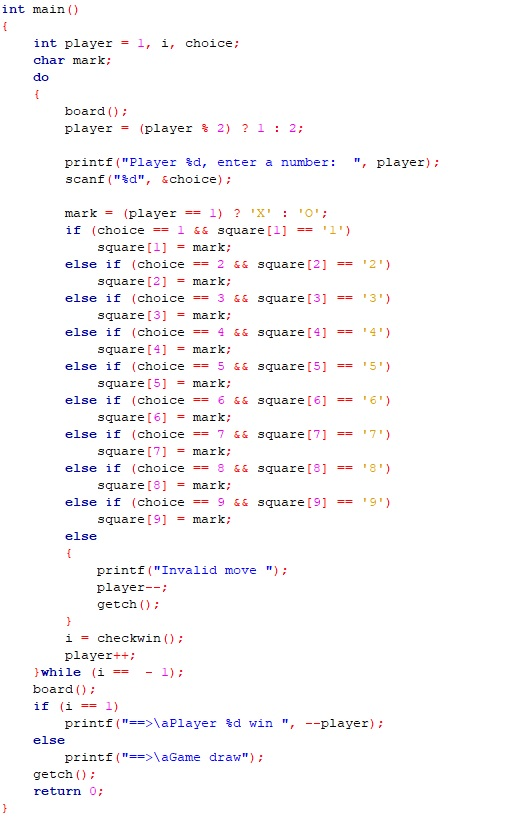 int main()
{
    int player = 1, i, choice;
    char mark;
    do
    {
        board();
        player = (player % 2) ? 1 : 2;

        printf("Player %d, enter a number:  ", player);
        scanf("%d", &choice);

        mark = (player == 1) ? 'X' : 'O';
        if (choice == 1 && square[1] == '1')
            square[1] = mark;
        else if (choice == 2 && square[2] == '2')
            square[2] = mark;
        else if (choice == 3 && square[3] == '3')
            square[3] = mark;
        else if (choice == 4 && square[4] == '4')
            square[4] = mark;
        else if (choice == 5 && square[5] == '5')
            square[5] = mark;
        else if (choice == 6 && square[6] == '6')
            square[6] = mark;
        else if (choice == 7 && square[7] == '7')
            square[7] = mark;
        else if (choice == 8 && square[8] == '8')
            square[8] = mark;
        else if (choice == 9 && square[9] == '9')
            square[9] = mark;
        else
        {
            printf("Invalid move ");
            player--;
            getch();
        }
        i = checkwin();
        player++;
    }while (i ==  - 1);
    board();
    if (i == 1)
        printf("==>\aPlayer %d win ", --player);
    else
        printf("==>\aGame draw");
    getch();
    return 0;
}